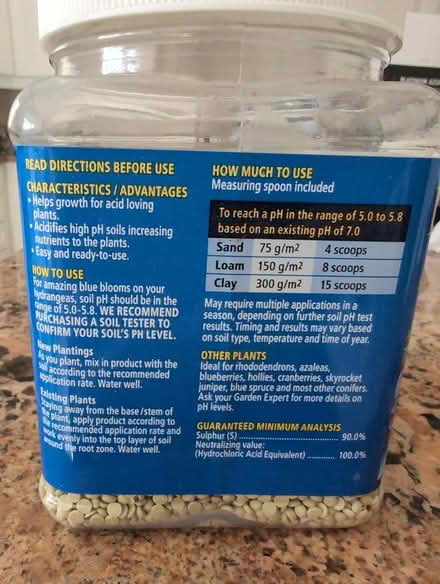 READ DIRECTIONS BEFORE USE
CHARACTERISTICS / ADVANTAGES
• Helps growth for acid loving
plants.
• Acidifies high pH soils increasing
nutrients to the plants.
• Easy and ready-to-use.
HOW TO USE
For amazing blue blooms on your
hydrangeas, soil pH should be in the
range of 5.0-5.8. WE RECOMMEND
PURCHASING A SOIL TESTER TO
CONFIRM YOUR SOIL'S PH LEVEL.
New Plantings
As you plant, mix in product with the
soil according to the recommended
application rate. Water well.
Existing Plants
Staying away from the base / stem of
the plant, apply product according to
the recommended application rate and
work evenly into the top layer of soil
around the root zone. Water well.
HOW MUCH TO USE
Measuring spoon included
To reach a pH in the range of 5.0 to 5.8
based on an existing pH of 7.0
Sand 75 g/m2 4 scoops
Loam 150 g/m2 8 scoops
Clay 300 g/m2 15 scoops
May require multiple applications in a
season, depending on further soil pH test
results. Timing and results may vary based
on soil type, temperature and time of year.
OTHER PLANTS
Ideal for rhododendrons, azaleas,
blueberries, hollies, cranberries, skyrocket
juniper, blue spruce and most other conifers.
Ask your Garden Expert for more details on
pH levels.
GUARANTEED MINIMUM ANALYSIS
Sulphur (S) ................................ 90.0%
Neutralizing value:
(Hydrochloric Acid Equivalent) ............ 100.0%